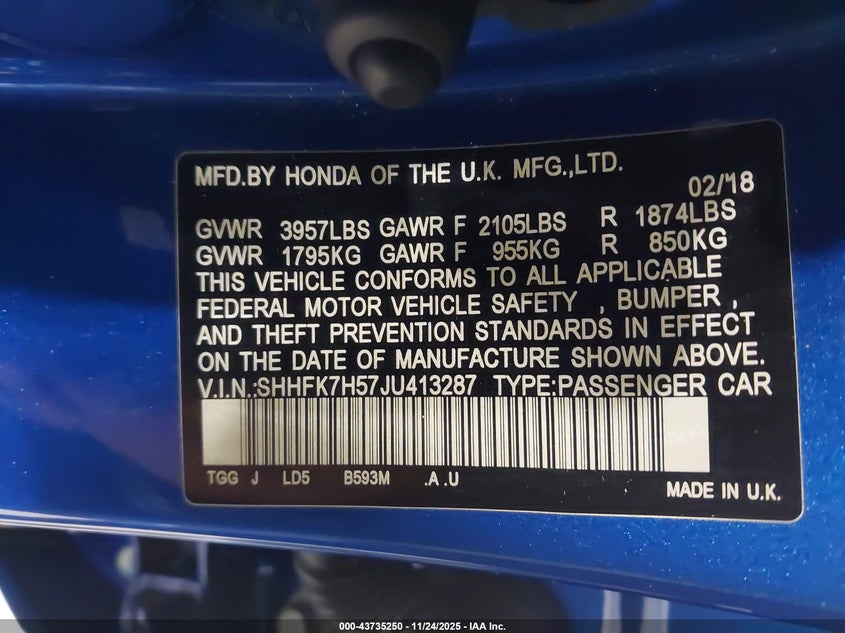 MFD.BY HONDA OF THE U.K. MFG.,LTD.
02/18
GVWR 3957LBS GAWR F 2105LBS R 1874LBS
GVWR 1795KG GAWR F 955KG R 850KG
THIS VEHICLE CONFORMS TO ALL APPLICABLE
FEDERAL MOTOR VEHICLE SAFETY , BUMPER ,
AND THEFT PREVENTION STANDARDS IN EFFECT
ON THE DATE OF MANUFACTURE SHOWN ABOVE.
V.I.N.:SHHFK7H57JU413287 TYPE:PASSENGER CAR
TGG J LD5 B593M .A .U
MADE IN U.K.
000-43735250 - 11/24/2025 - IAA Inc.